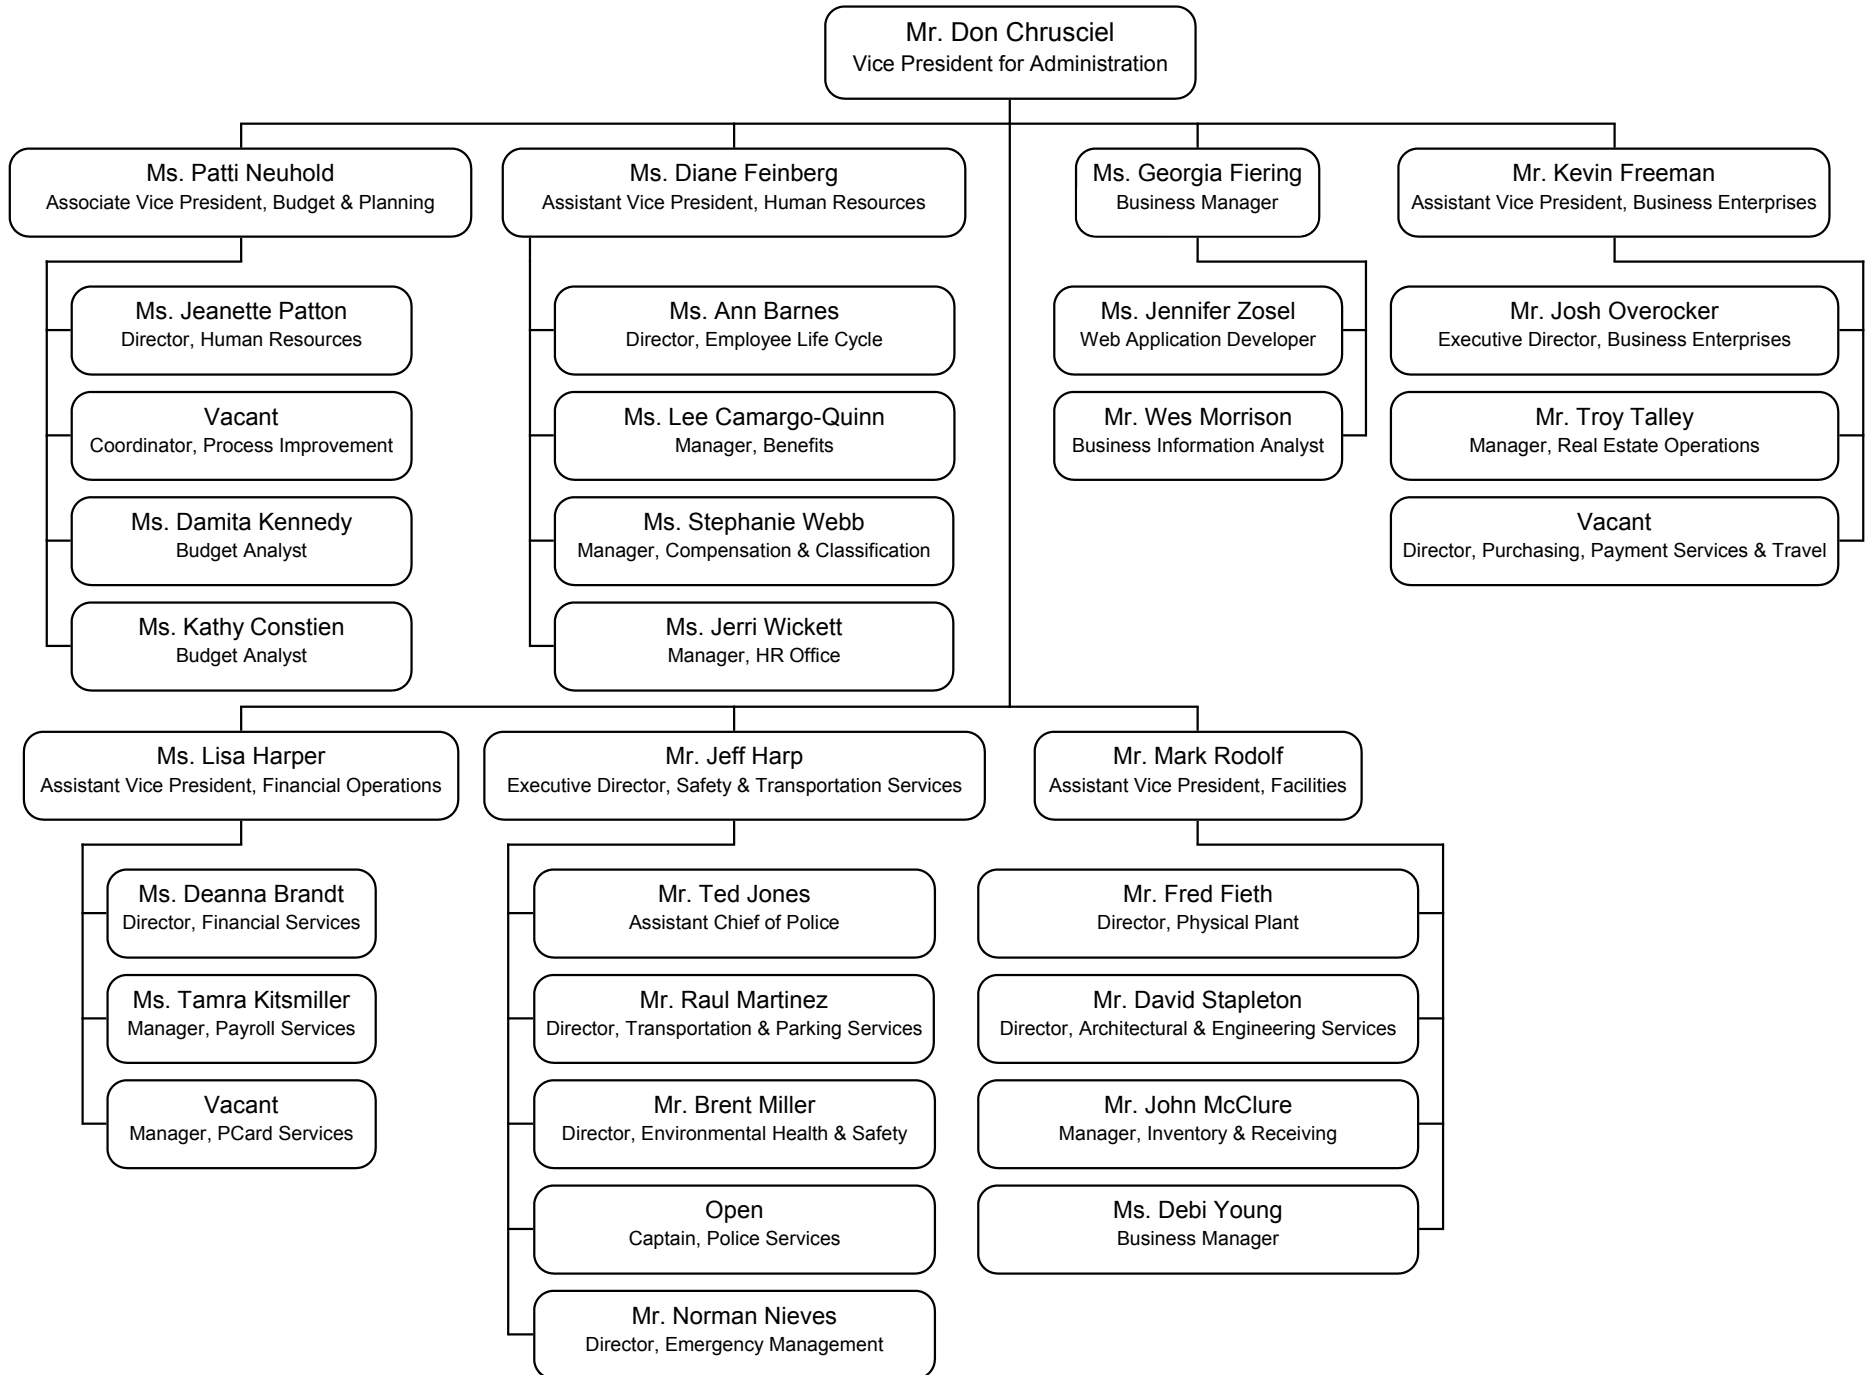 Mr. Don Chrusciel
Vice President for Administration
Ms. Patti Neuhold
Associate Vice President, Budget & Planning
Ms. Diane Feinberg
Assistant Vice President, Human Resources
Ms. Georgia Fiering
Business Manager
Mr. Kevin Freeman
Assistant Vice President, Business Enterprises
Ms. Jeanette Patton
Director, Human Resources
Vacant
Coordinator, Process Improvement
Ms. Damita Kennedy
Budget Analyst
Ms. Kathy Constien
Budget Analyst
Ms. Ann Barnes
Director, Employee Life Cycle
Ms. Lee Camargo-Quinn
Manager, Benefits
Ms. Stephanie Webb
Manager, Compensation & Classification
Ms. Jerri Wickett
Manager, HR Office
Ms. Jennifer Zosel
Web Application Developer
Mr. Wes Morrison
Business Information Analyst
Mr. Josh Overocker
Executive Director, Business Enterprises
Mr. Troy Talley
Manager, Real Estate Operations
Vacant
Director, Purchasing, Payment Services & Travel
Ms. Lisa Harper
Assistant Vice President, Financial Operations
Mr. Jeff Harp
Executive Director, Safety & Transportation Services
Mr. Mark Rodolf
Assistant Vice President, Facilities
Ms. Deanna Brandt
Director, Financial Services
Ms. Tamra Kitsmiller
Manager, Payroll Services
Vacant
Manager, PCard Services
Mr. Ted Jones
Assistant Chief of Police
Mr. Raul Martinez
Director, Transportation & Parking Services
Mr. Brent Miller
Director, Environmental Health & Safety
Open
Captain, Police Services
Mr. Norman Nieves
Director, Emergency Management
Mr. Fred Fieth
Director, Physical Plant
Mr. David Stapleton
Director, Architectural & Engineering Services
Mr. John McClure
Manager, Inventory & Receiving
Ms. Debi Young
Business Manager